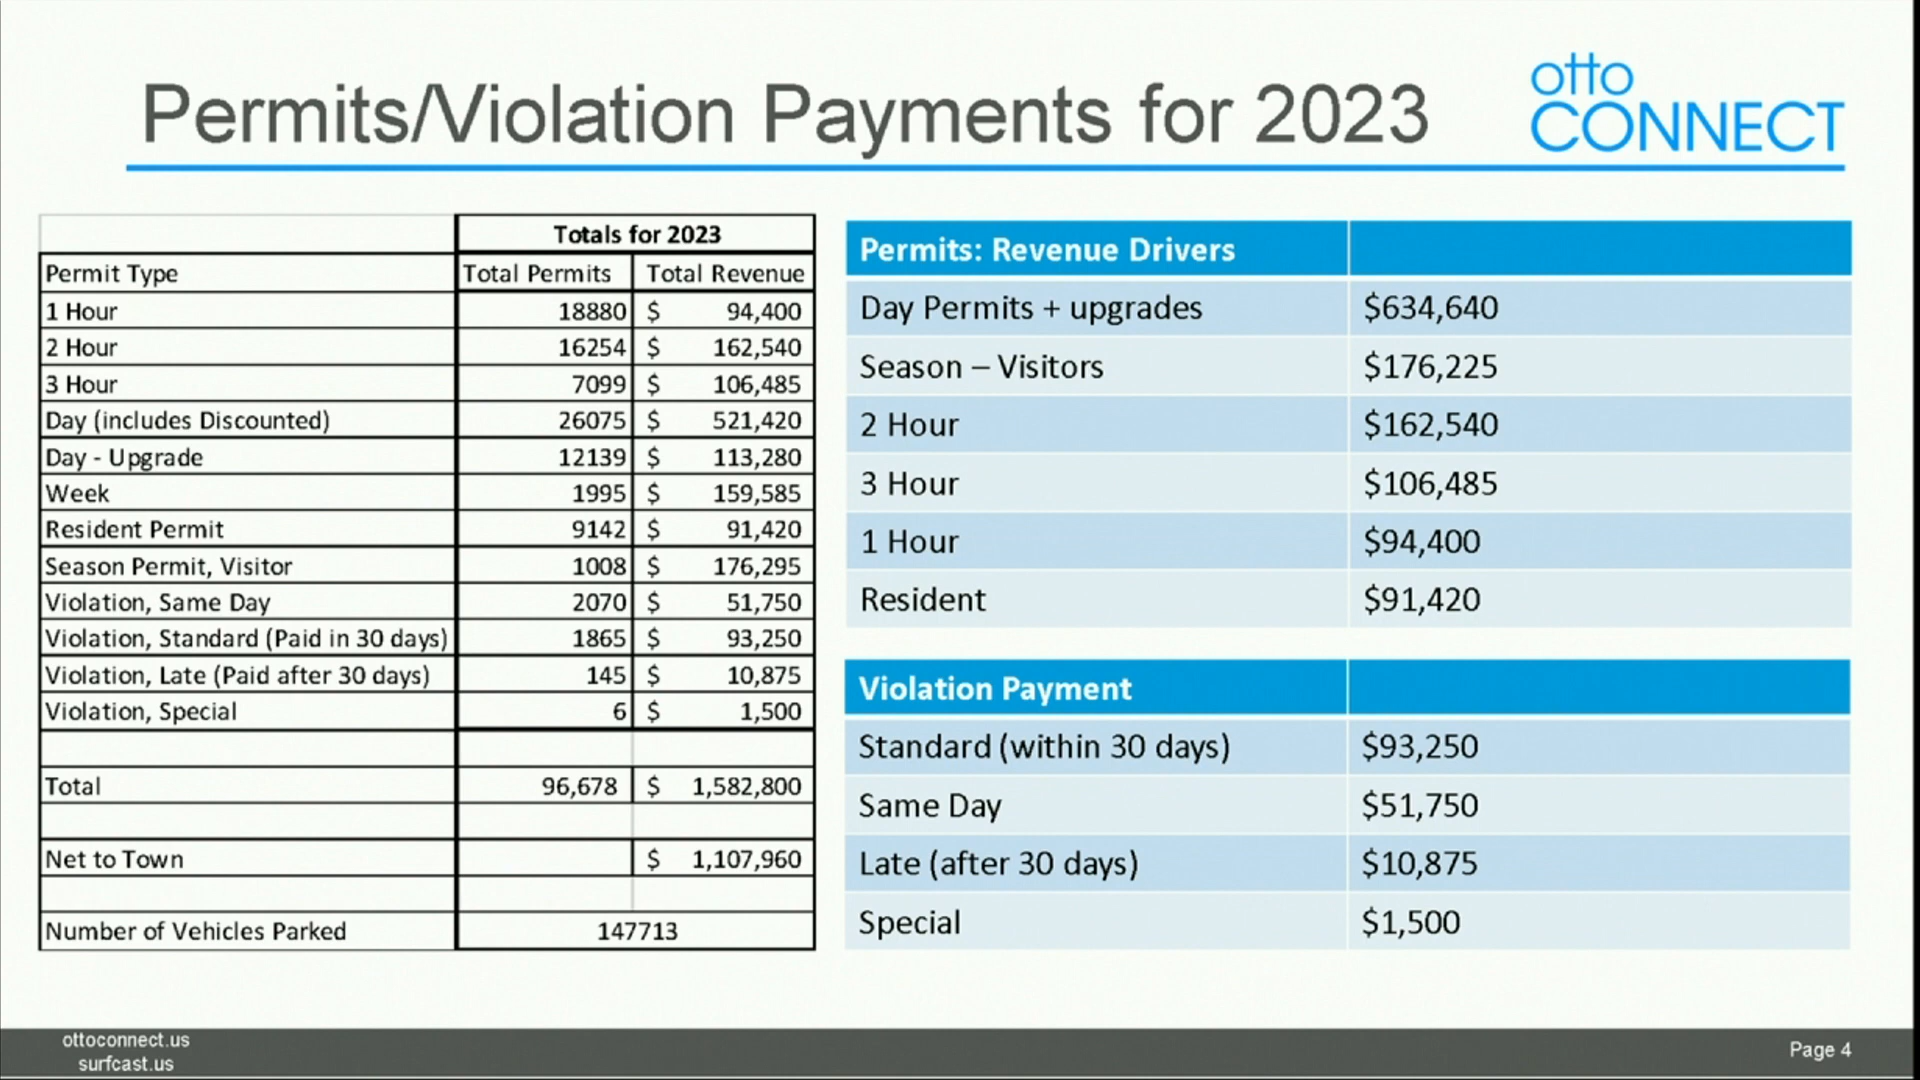 Permits/Violation Payments for 2023
otto
CONNECT
Totals for 2023
Permit Type Total Permits Total Revenue
1 Hour 18880 $ 94,400
2 Hour 16254 $ 162,540
3 Hour 7099 $ 106,485
Day (includes Discounted) 26075 $ 521,420
Day - Upgrade 12139 $ 113,280
Week 1995 $ 159,585
Resident Permit 9142 $ 91,420
Season Permit, Visitor 1008 $ 176,295
Violation, Same Day 2070 $ 51,750
Violation, Standard (Paid in 30 days) 1865 $ 93,250
Violation, Late (Paid after 30 days) 145 $ 10,875
Violation, Special 6 $ 1,500
Total 96,678 $ 1,582,800
Net to Town $ 1,107,960
Number of Vehicles Parked 147713
Permits: Revenue Drivers
Day Permits + upgrades $634,640
Season – Visitors $176,225
2 Hour $162,540
3 Hour $106,485
1 Hour $94,400
Resident $91,420
Violation Payment
Standard (within 30 days) $93,250
Same Day $51,750
Late (after 30 days) $10,875
Special $1,500
ottoconnect.us
surfcast.us
Page 4